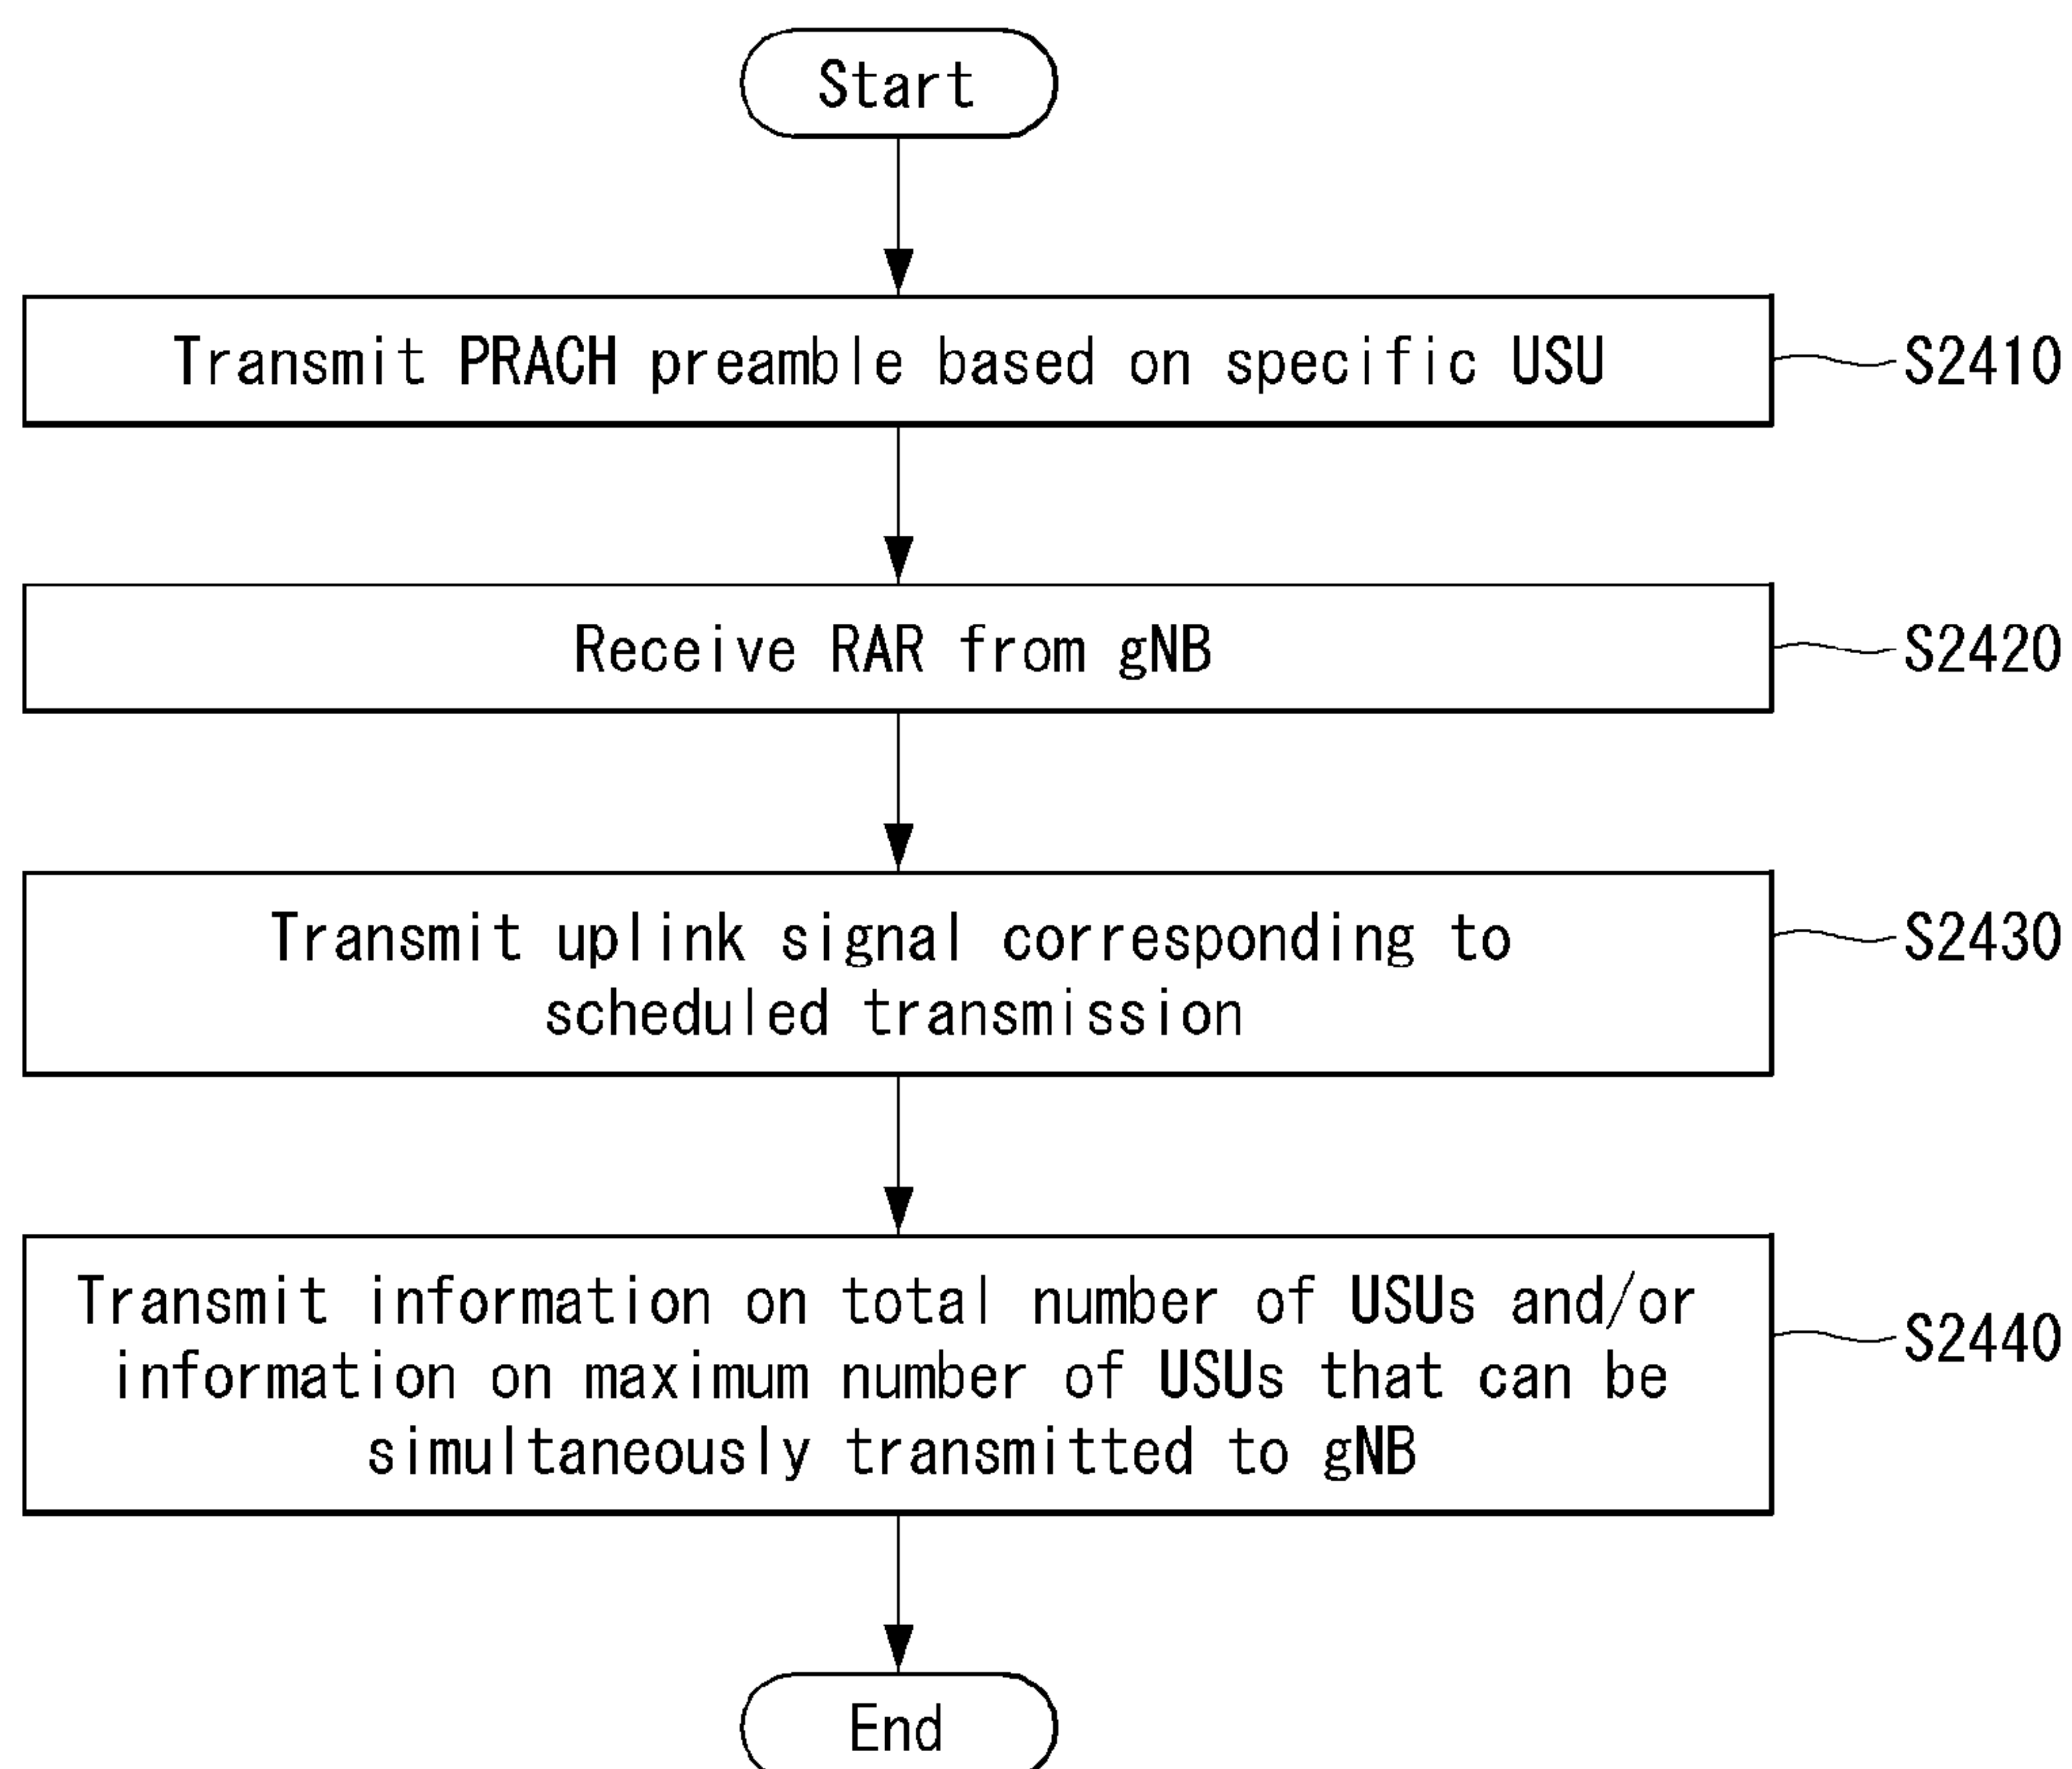 Start
Transmit PRACH preamble based on specific USU
S2410
Receive RAR from gNB
S2420
Transmit uplink signal corresponding to
scheduled transmission
S2430
Transmit information on total number of USUs and/or
information on maximum number of USUs that can be
simultaneously transmitted to gNB
S2440
End